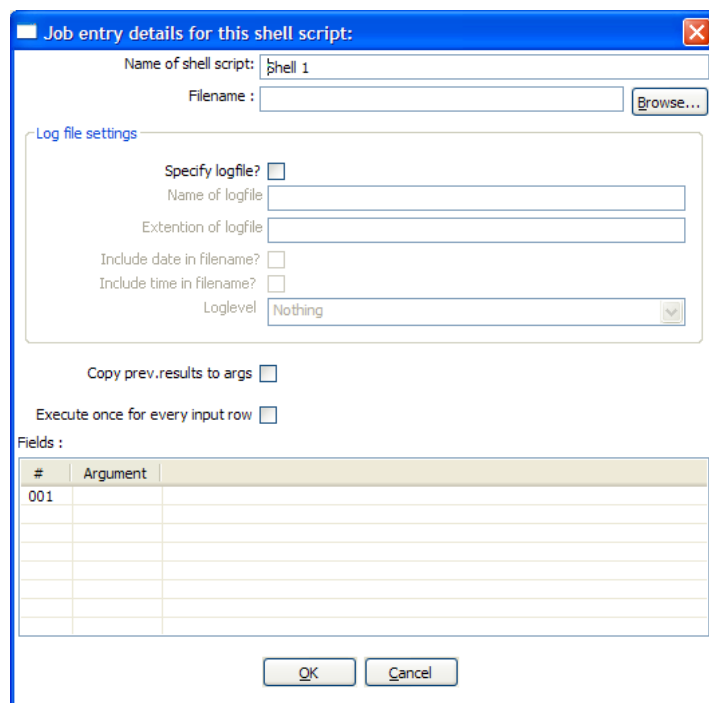 Job entry details for this shell script:
Name of shell script: Shell 1
Filename : Browse...
Log file settings
Specify logfile?
Name of logfile
Extention of logfile
Include date in filename?
Include time in filename?
Loglevel Nothing
Copy prev.results to args
Execute once for every input row
Fields :
# Argument
001
OK Cancel